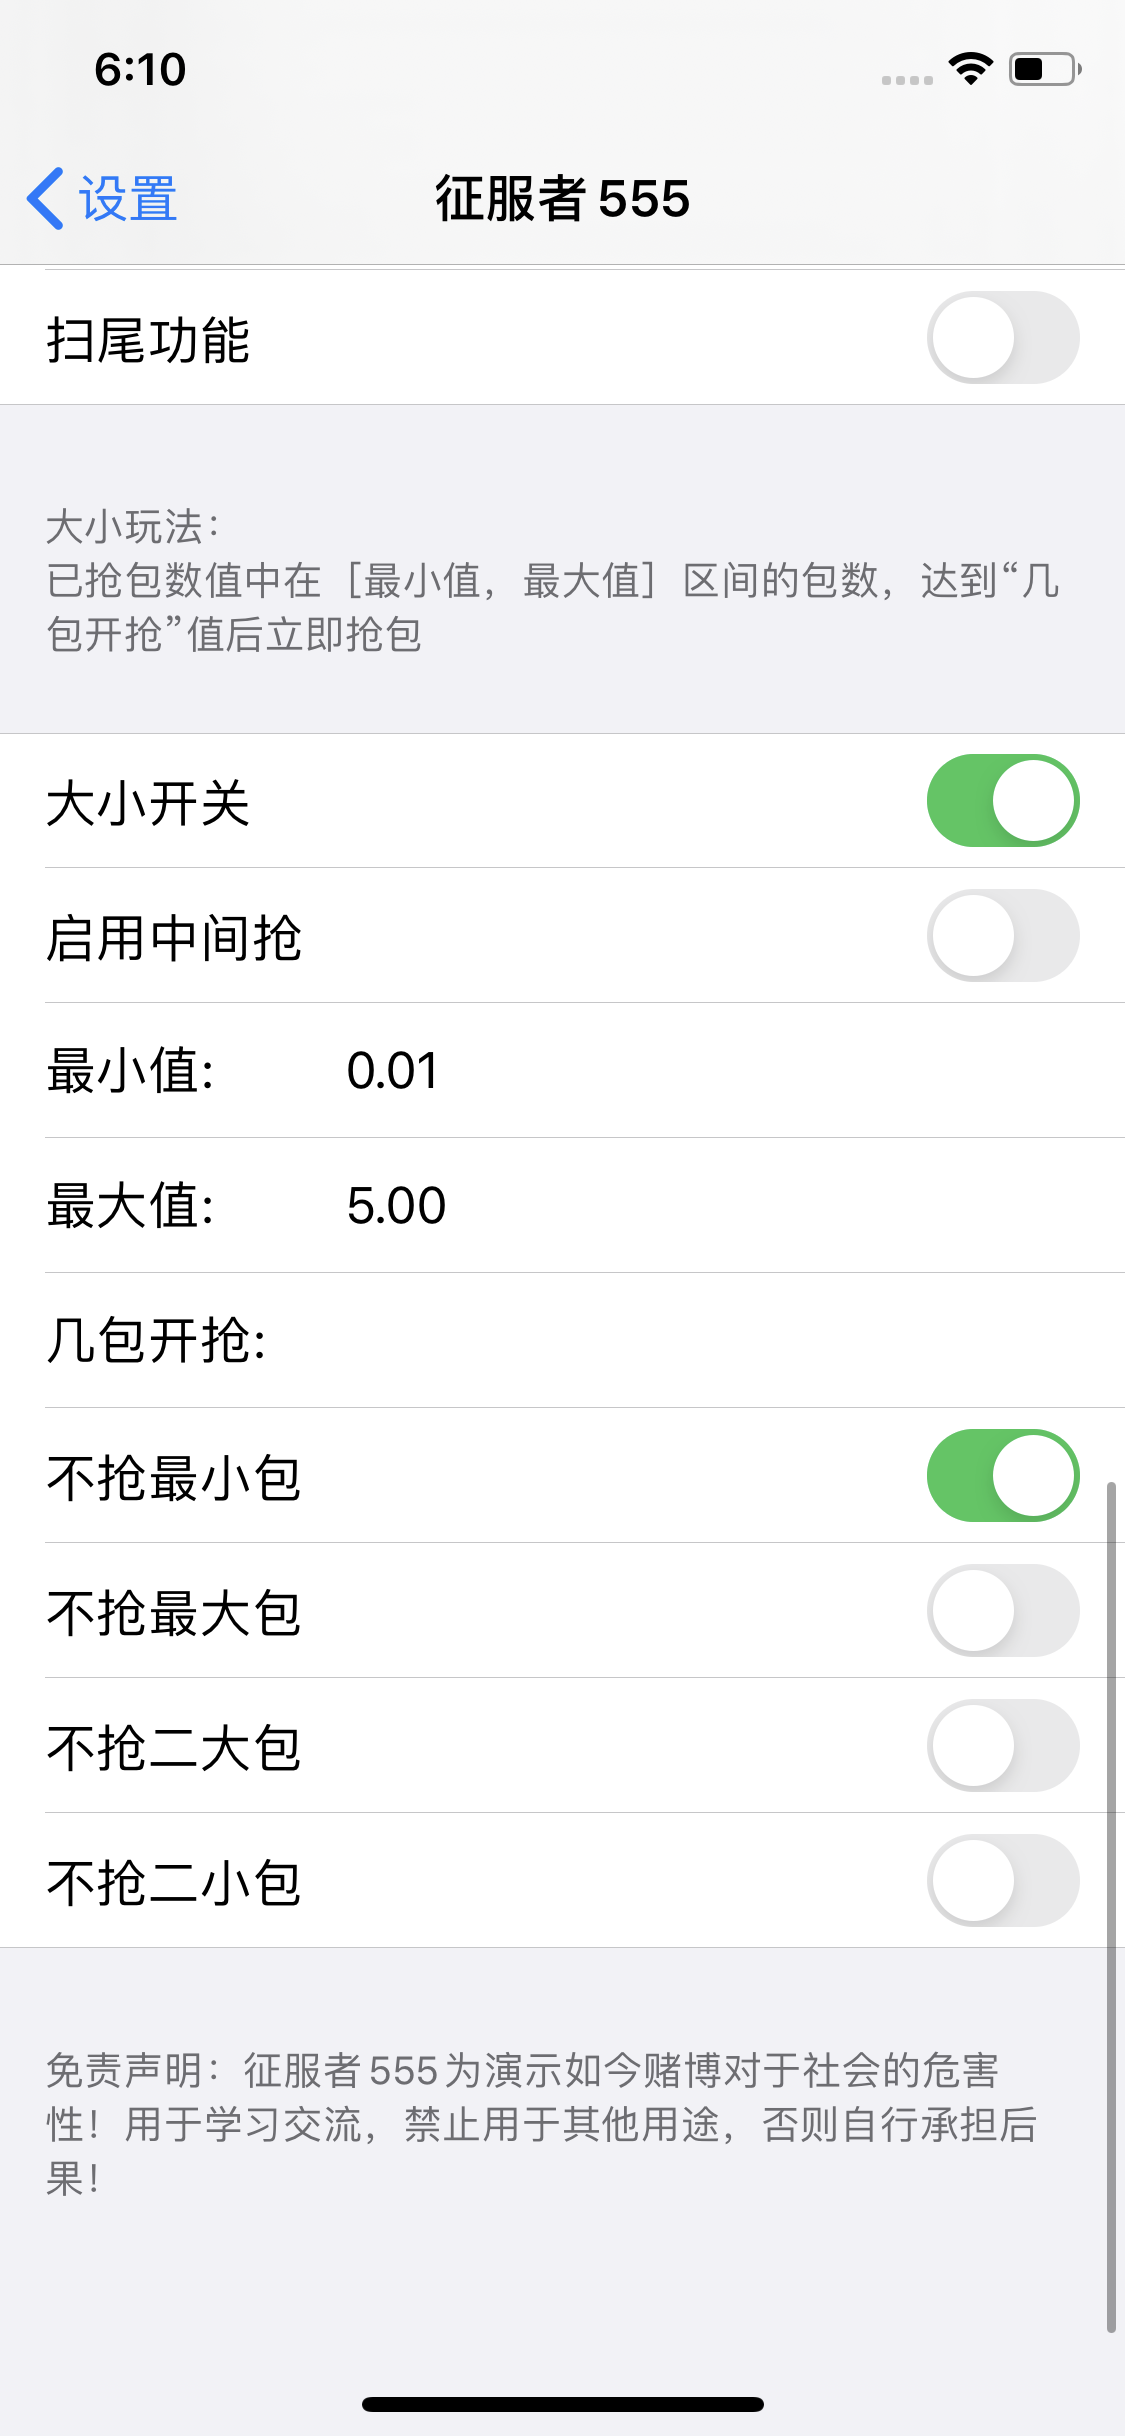 6:10
设置
征服者 555
扫尾功能
大小玩法：
已抢包数值中在［最小值，最大值］区间的包数，达到“几
包开抢”值后立即抢包
大小开关
启用中间抢
最小值: 0.01
最大值: 5.00
几包开抢:
不抢最小包
不抢最大包
不抢二大包
不抢二小包
免责声明：征服者 555 为演示如今赌博对于社会的危害
性！用于学习交流，禁止用于其他用途，否则自行承担后
果！